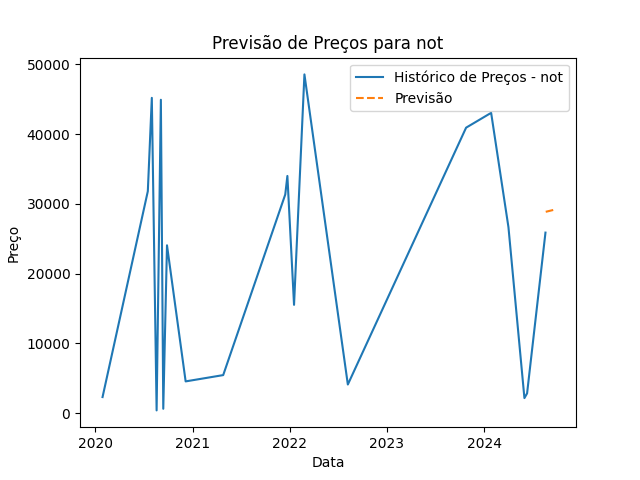 Previsão de Preços para not
Histórico de Preços - not
Previsão
50000
40000
30000
20000
10000
0
Preço
2020 2021 2022 2023 2024
Data